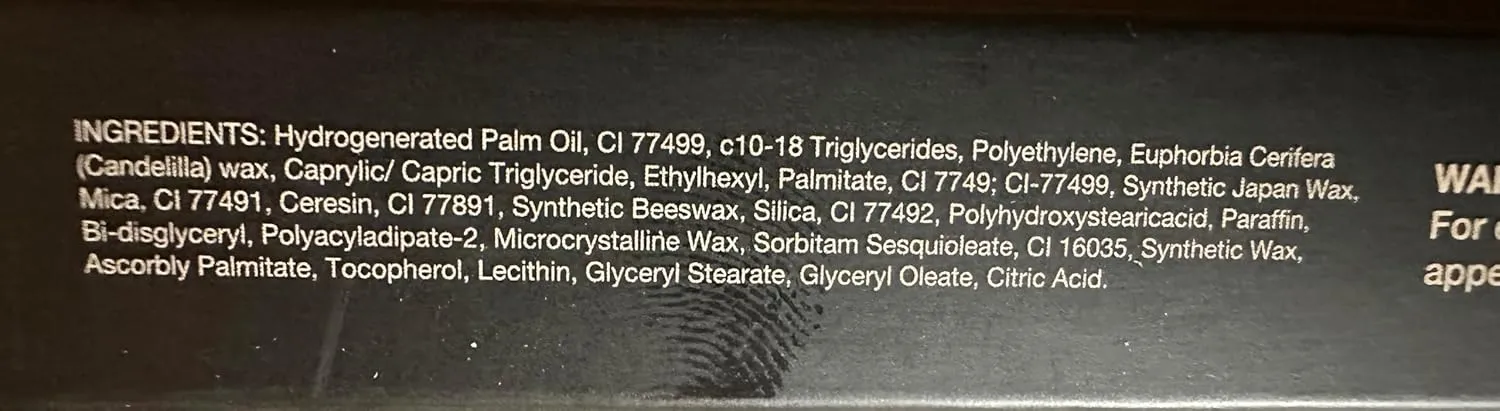 INGREDIENTS: Hydrogenerated Palm Oil, CI 77499, c10-18 Triglycerides, Polyethylene, Euphorbia Cerifera
(Candelilla) wax, Caprylic/ Capric Triglyceride, Ethylhexyl, Palmitate, CI 7749; CI-77499, Synthetic Japan Wax,
Mica, CI 77491, Ceresin, CI 77891, Synthetic Beeswax, Silica, CI 77492, Polyhydroxystearicacid, Paraffin,
Bi-disglyceryl, Polyacyladipate-2, Microcrystalline Wax, Sorbitam Sesquioleate, CI 16035, Synthetic Wax,
Ascorbly Palmitate, Tocopherol, Lecithin, Glyceryl Stearate, Glyceryl Oleate, Citric Acid.
For